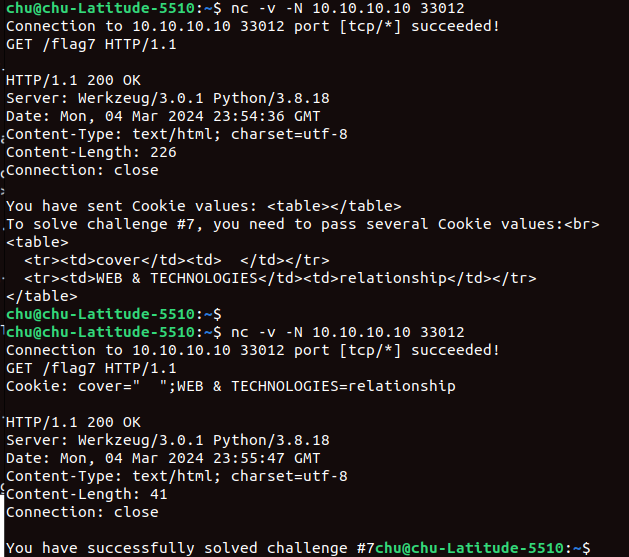 chu@chu-Latitude-5510:~$ nc -v -N 10.10.10.10 33012
Connection to 10.10.10.10 33012 port [tcp/*] succeeded!
GET /flag7 HTTP/1.1

HTTP/1.1 200 OK
Server: Werkzeug/3.0.1 Python/3.8.18
Date: Mon, 04 Mar 2024 23:54:36 GMT
Content-Type: text/html; charset=utf-8
Content-Length: 226
Connection: close

You have sent Cookie values: <table></table>
To solve challenge #7, you need to pass several Cookie values:<br>
<table>
  <tr><td>cover</td><td>  </td></tr>
  <tr><td>WEB & TECHNOLOGIES</td><td>relationship</td></tr>
</table>
chu@chu-Latitude-5510:~$
chu@chu-Latitude-5510:~$ nc -v -N 10.10.10.10 33012
Connection to 10.10.10.10 33012 port [tcp/*] succeeded!
GET /flag7 HTTP/1.1
Cookie: cover="  ";WEB & TECHNOLOGIES=relationship

HTTP/1.1 200 OK
Server: Werkzeug/3.0.1 Python/3.8.18
Date: Mon, 04 Mar 2024 23:55:47 GMT
Content-Type: text/html; charset=utf-8
Content-Length: 41
Connection: close

You have successfully solved challenge #7chu@chu-Latitude-5510:~$